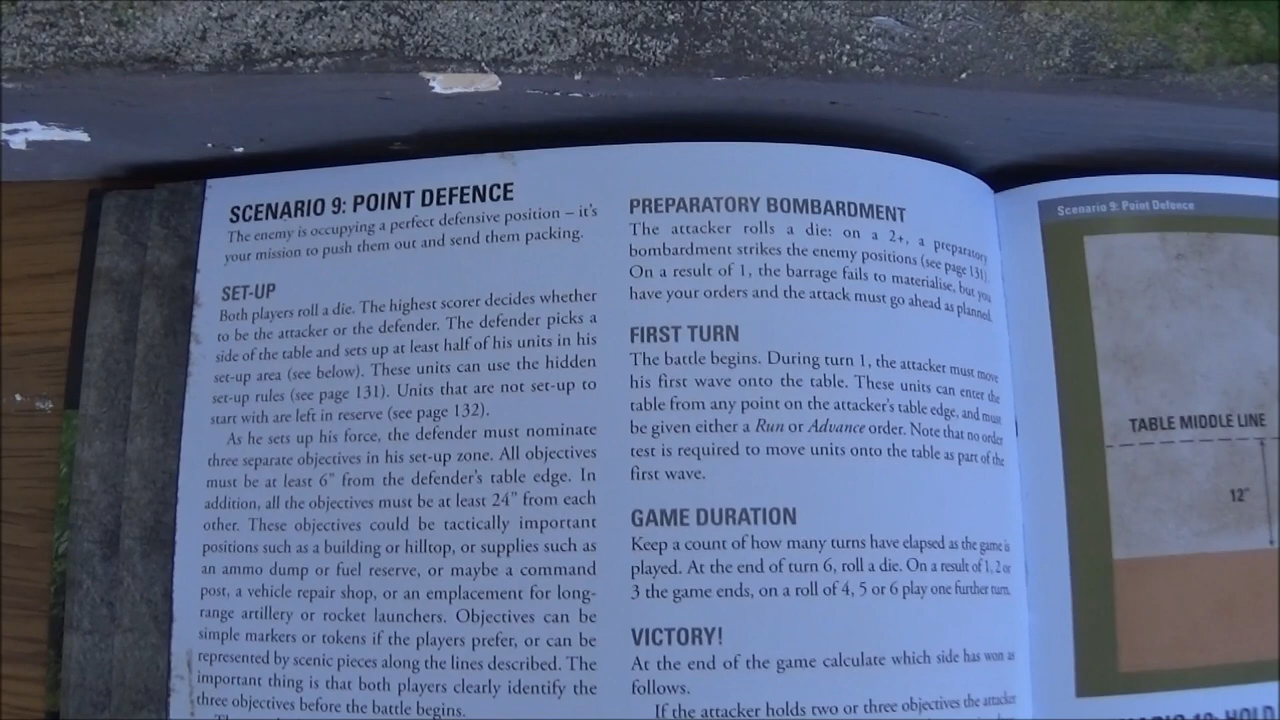 SCENARIO 9: POINT DEFENCE
The enemy is occupying a perfect defensive position – it's
your mission to push them out and send them packing.
SET-UP
Both players roll a die. The highest scorer decides whether
to be the attacker or the defender. The defender picks a
side of the table and sets up at least half of his units in his
set-up area (see below). These units can use the hidden
set-up rules (see page 131). Units that are not set-up to
start with are left in reserve (see page 132).
As he sets up his force, the defender must nominate
three separate objectives in his set-up zone. All objectives
must be at least 6" from the defender's table edge. In
addition, all the objectives must be at least 24" from each
other. These objectives could be tactically important
positions such as a building or hilltop, or supplies such as
an ammo dump or fuel reserve, or maybe a command
post, a vehicle repair shop, or an emplacement for long-
range artillery or rocket launchers. Objectives can be
simple markers or tokens if the players prefer, or can be
represented by scenic pieces along the lines described. The
important thing is that both players clearly identify the
three objectives before the battle begins.
PREPARATORY BOMBARDMENT
The attacker rolls a die: on a 2+, a preparatory
bombardment strikes the enemy positions (see page 131).
On a result of 1, the barrage fails to materialise, but you
have your orders and the attack must go ahead as planned.
FIRST TURN
The battle begins. During turn 1, the attacker must move
his first wave onto the table. These units can enter the
table from any point on the attacker's table edge, and must
be given either a Run or Advance order. Note that no order
test is required to move units onto the table as part of the
first wave.
GAME DURATION
Keep a count of how many turns have elapsed as the game is
played. At the end of turn 6, roll a die. On a result of 1, 2 or
3 the game ends, on a roll of 4, 5 or 6 play one further turn.
VICTORY!
At the end of the game calculate which side has won as
follows.
If the attacker holds two or three objectives the attacker
Scenario 9: Point Defence
TABLE MIDDLE LINE
12"
10: HOLD